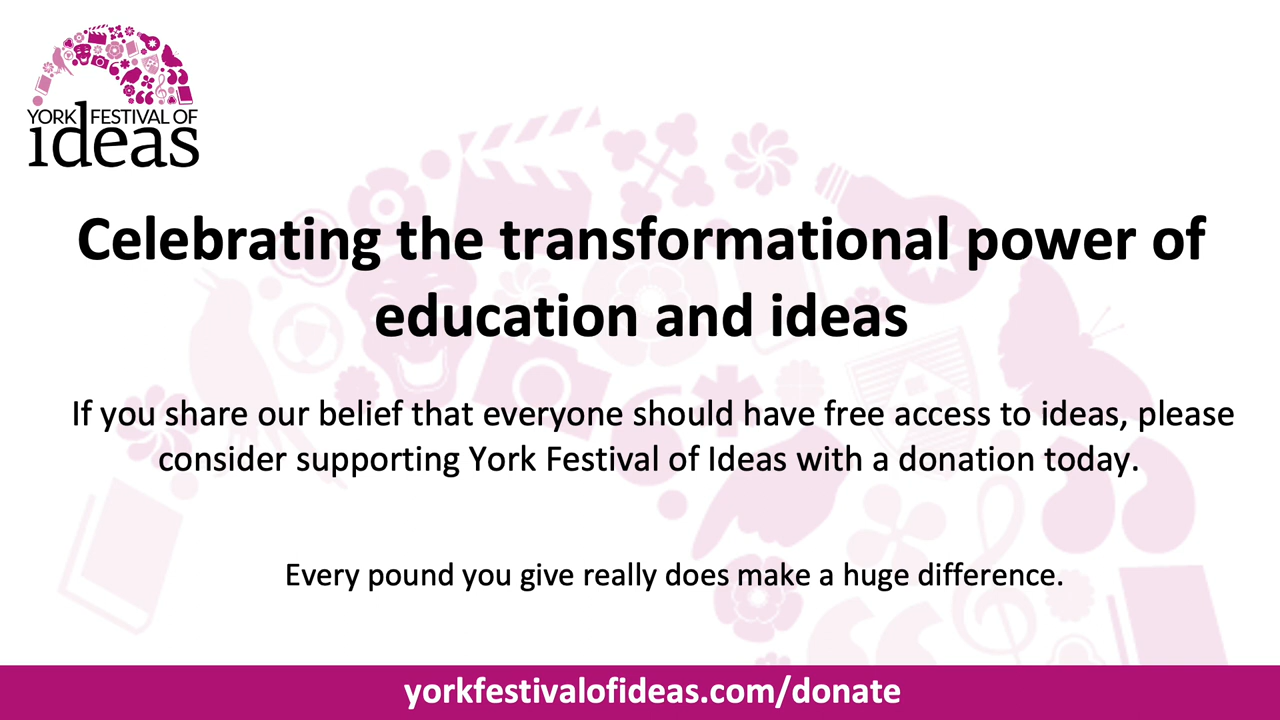 YORK FESTIVAL OF
ideas
Celebrating the transformational power of
education and ideas
If you share our belief that everyone should have free access to ideas, please
consider supporting York Festival of Ideas with a donation today.
Every pound you give really does make a huge difference.
yorkfestivalofideas.com/donate